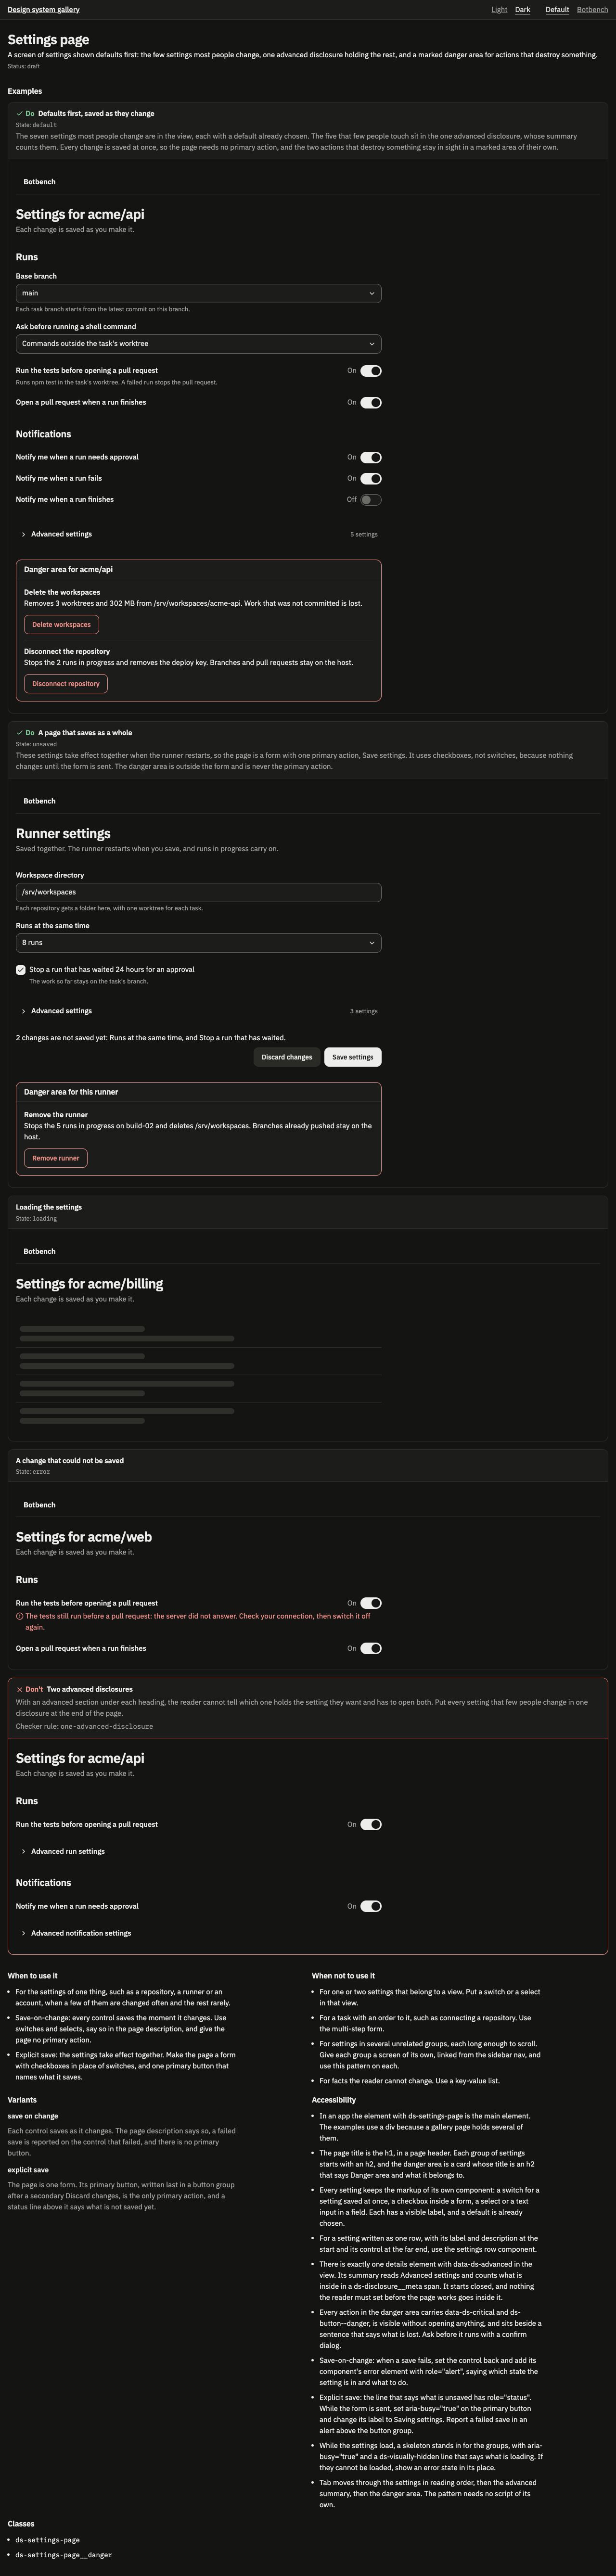 Design system gallery
Light Dark Default Botbench
Settings page
A screen of settings shown defaults first: the few settings most people change, one advanced disclosure holding the rest, and a marked danger area for actions that destroy something.
Status: draft
Examples
Do Defaults first, saved as they change
State: default
The seven settings most people change are in the view, each with a default already chosen. The five that few people touch sit in the one advanced disclosure, whose summary
counts them. Every change is saved at once, so the page needs no primary action, and the two actions that destroy something stay in sight in a marked area of their own.
Botbench
Settings for acme/api
Each change is saved as you make it.
Runs
Base branch
main
Each task branch starts from the latest commit on this branch.
Ask before running a shell command
Commands outside the task's worktree
Run the tests before opening a pull request On
Runs npm test in the task's worktree. A failed run stops the pull request.
Open a pull request when a run finishes On
Notifications
Notify me when a run needs approval On
Notify me when a run fails On
Notify me when a run finishes Off
Advanced settings 5 settings
Danger area for acme/api
Delete the workspaces
Removes 3 worktrees and 302 MB from /srv/workspaces/acme-api. Work that was not committed is lost.
Delete workspaces
Disconnect the repository
Stops the 2 runs in progress and removes the deploy key. Branches and pull requests stay on the host.
Disconnect repository
Do A page that saves as a whole
State: unsaved
These settings take effect together when the runner restarts, so the page is a form with one primary action, Save settings. It uses checkboxes, not switches, because nothing
changes until the form is sent. The danger area is outside the form and is never the primary action.
Botbench
Runner settings
Saved together. The runner restarts when you save, and runs in progress carry on.
Workspace directory
/srv/workspaces
Each repository gets a folder here, with one worktree for each task.
Runs at the same time
8 runs
Stop a run that has waited 24 hours for an approval
The work so far stays on the task's branch.
Advanced settings 3 settings
2 changes are not saved yet: Runs at the same time, and Stop a run that has waited.
Discard changes Save settings
Danger area for this runner
Remove the runner
Stops the 5 runs in progress on build-02 and deletes /srv/workspaces. Branches already pushed stay on the
host.
Remove runner
Loading the settings
State: loading
Botbench
Settings for acme/billing
Each change is saved as you make it.
A change that could not be saved
State: error
Botbench
Settings for acme/web
Each change is saved as you make it.
Runs
Run the tests before opening a pull request On
The tests still run before a pull request: the server did not answer. Check your connection, then switch it off
again.
Open a pull request when a run finishes On
Don't Two advanced disclosures
With an advanced section under each heading, the reader cannot tell which one holds the setting they want and has to open both. Put every setting that few people change in one
disclosure at the end of the page.
Checker rule: one-advanced-disclosure
Settings for acme/api
Each change is saved as you make it.
Runs
Run the tests before opening a pull request On
Advanced run settings
Notifications
Notify me when a run needs approval On
Advanced notification settings
When to use it
For the settings of one thing, such as a repository, a runner or an
account, when a few of them are changed often and the rest rarely.
Save-on-change: every control saves the moment it changes. Use
switches and selects, say so in the page description, and give the
page no primary action.
Explicit save: the settings take effect together. Make the page a form
with checkboxes in place of switches, and one primary button that
names what it saves.
When not to use it
For one or two settings that belong to a view. Put a switch or a select
in that view.
For a task with an order to it, such as connecting a repository. Use
the multi-step form.
For settings in several unrelated groups, each long enough to scroll.
Give each group a screen of its own, linked from the sidebar nav, and
use this pattern on each.
For facts the reader cannot change. Use a key-value list.
Variants
save on change
Each control saves as it changes. The page description says so, a failed
save is reported on the control that failed, and there is no primary
button.
explicit save
The page is one form. Its primary button, written last in a button group
after a secondary Discard changes, is the only primary action, and a
status line above it says what is not saved yet.
Accessibility
In an app the element with ds-settings-page is the main element.
The examples use a div because a gallery page holds several of
them.
The page title is the h1, in a page header. Each group of settings
starts with an h2, and the danger area is a card whose title is an h2
that says Danger area and what it belongs to.
Every setting keeps the markup of its own component: a switch for a
setting saved at once, a checkbox inside a form, a select or a text
input in a field. Each has a visible label, and a default is already
chosen.
For a setting written as one row, with its label and description at the
start and its control at the far end, use the settings row component.
There is exactly one details element with data-ds-advanced in the
view. Its summary reads Advanced settings and counts what is
inside in a ds-disclosure__meta span. It starts closed, and nothing
the reader must set before the page works goes inside it.
Every action in the danger area carries data-ds-critical and ds-
button--danger, is visible without opening anything, and sits beside a
sentence that says what is lost. Ask before it runs with a confirm
dialog.
Save-on-change: when a save fails, set the control back and add its
component's error element with role="alert", saying which state the
setting is in and what to do.
Explicit save: the line that says what is unsaved has role="status".
While the form is sent, set aria-busy="true" on the primary button
and change its label to Saving settings. Report a failed save in an
alert above the button group.
While the settings load, a skeleton stands in for the groups, with aria-
busy="true" and a ds-visually-hidden line that says what is loading. If
they cannot be loaded, show an error state in its place.
Tab moves through the settings in reading order, then the advanced
summary, then the danger area. The pattern needs no script of its
own.
Classes
ds-settings-page
ds-settings-page__danger